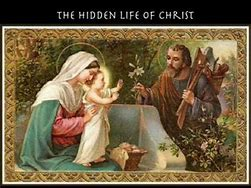 THE HIDDEN LIFE OF CHRIST